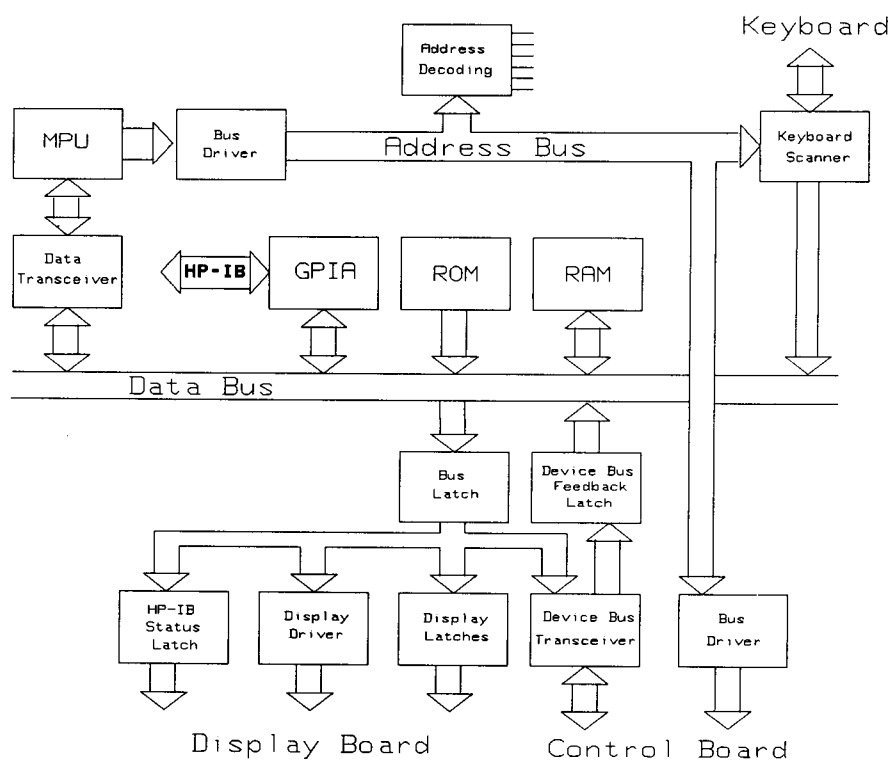 Keyboard
Address
Decoding
MPU
Bus
Driver
Address Bus
Keyboard
Scanner
Data
Transceiver
HP-IB
GPIA
ROM
RAM
Data Bus
Bus
Latch
Device Bus
Feedback
Latch
HP-IB
Status
Latch
Display
Driver
Display
Latches
Device Bus
Transceiver
Bus
Driver
Display Board
Control Board